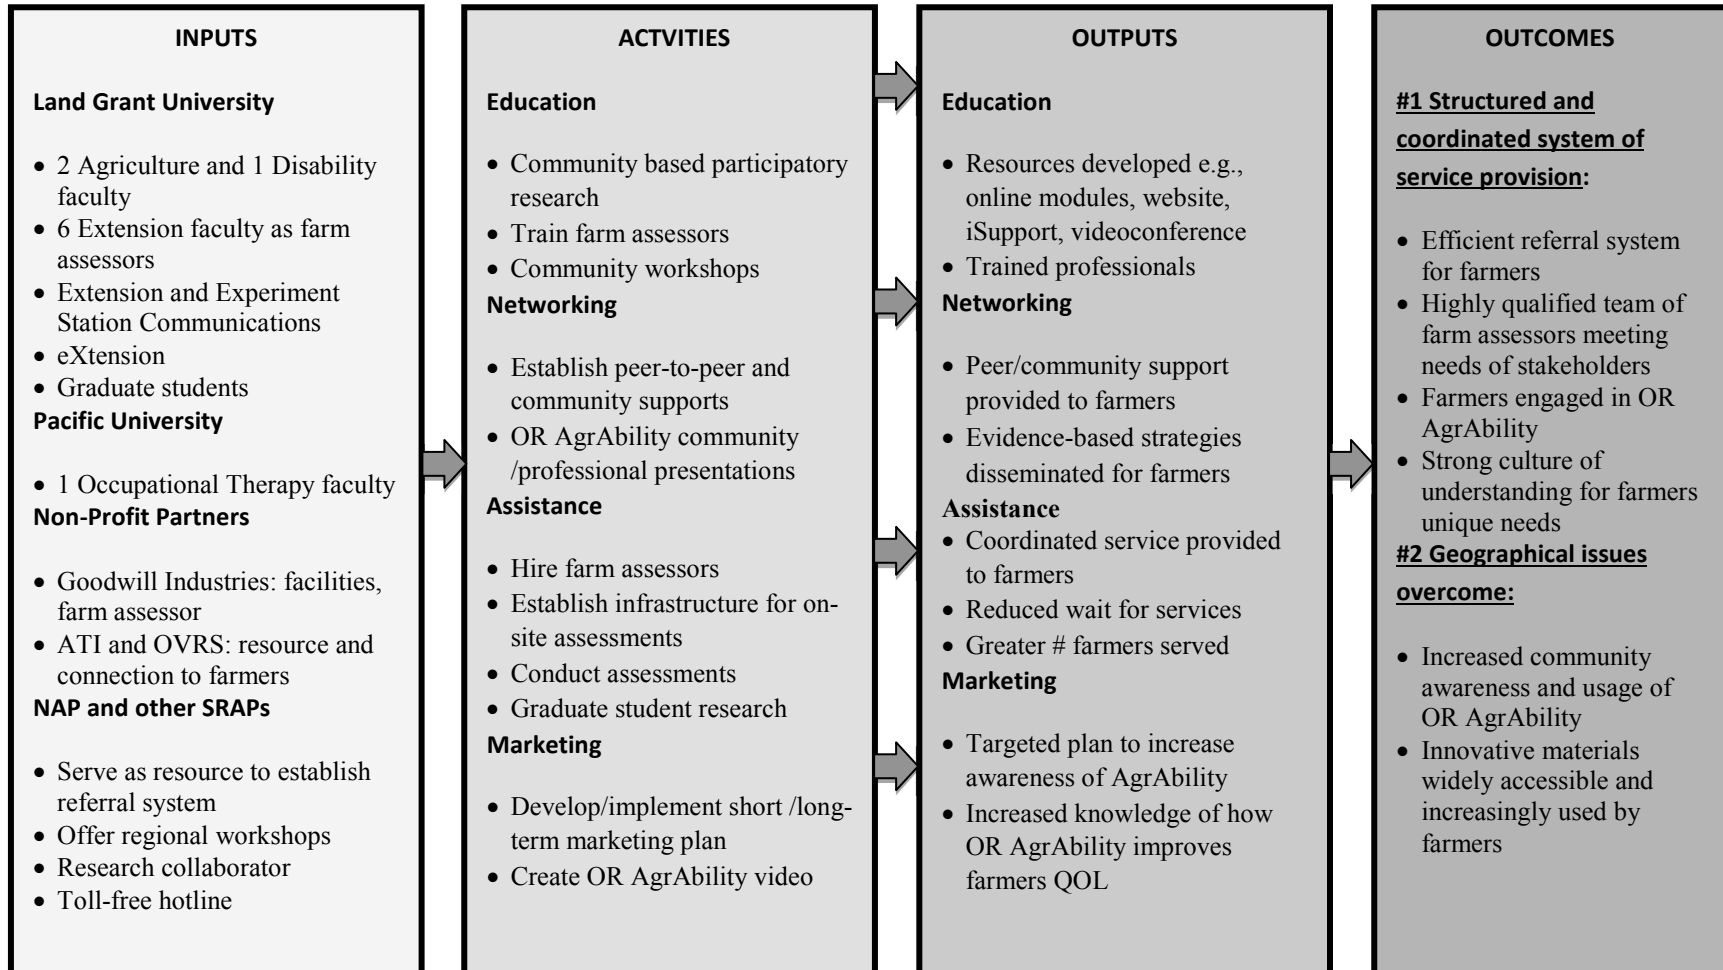 INPUTS
Land Grant University
• 2 Agriculture and 1 Disability
faculty
• 6 Extension faculty as farm
assessors
• Extension and Experiment
Station Communications
• eXtension
• Graduate students
Pacific University
• 1 Occupational Therapy faculty
Non-Profit Partners
• Goodwill Industries: facilities,
farm assessor
• ATI and OVRS: resource and
connection to farmers
NAP and other SRAPs
• Serve as resource to establish
referral system
• Offer regional workshops
• Research collaborator
• Toll-free hotline
ACTVITIES
Education
• Community based participatory
research
• Train farm assessors
• Community workshops
Networking
• Establish peer-to-peer and
community supports
• OR AgrAbility community
/professional presentations
Assistance
• Hire farm assessors
• Establish infrastructure for on-
site assessments
• Conduct assessments
• Graduate student research
Marketing
• Develop/implement short /long-
term marketing plan
• Create OR AgrAbility video
OUTPUTS
Education
• Resources developed e.g.,
online modules, website,
iSupport, videoconference
• Trained professionals
Networking
• Peer/community support
provided to farmers
• Evidence-based strategies
disseminated for farmers
Assistance
• Coordinated service provided
to farmers
• Reduced wait for services
• Greater # farmers served
Marketing
• Targeted plan to increase
awareness of AgrAbility
• Increased knowledge of how
OR AgrAbility improves
farmers QOL
OUTCOMES
#1 Structured and
coordinated system of
service provision:
• Efficient referral system
for farmers
• Highly qualified team of
farm assessors meeting
needs of stakeholders
• Farmers engaged in OR
AgrAbility
• Strong culture of
understanding for farmers
unique needs
#2 Geographical issues
overcome:
• Increased community
awareness and usage of
OR AgrAbility
• Innovative materials
widely accessible and
increasingly used by
farmers